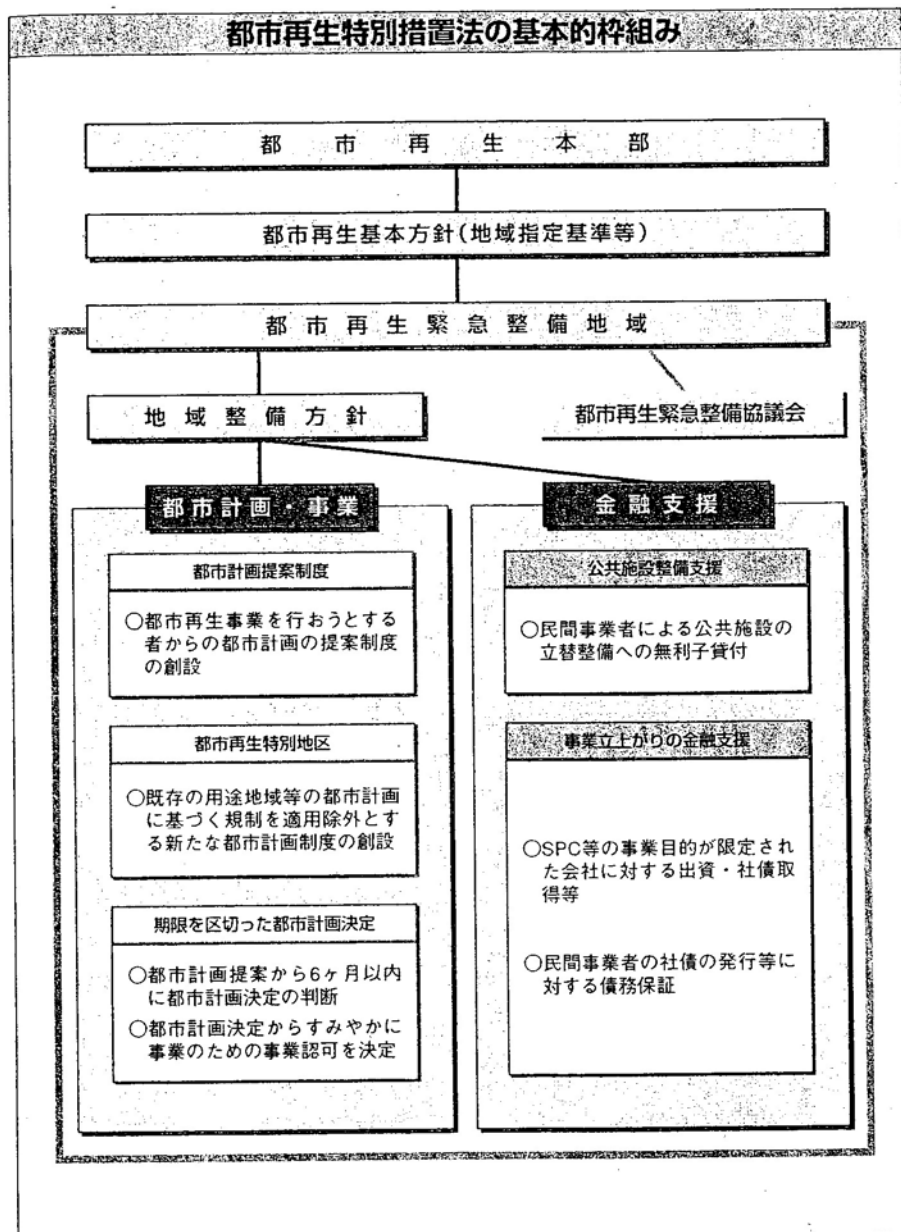 都市再生特別措置法の基本的枠組み
都市再生本部
都市再生基本方針(地域指定基準等)
都市再生緊急整備地域
地域整備方針
都市再生緊急整備協議会
都市計画・事業
都市計画提案制度
○都市再生事業を行おうとする
者からの都市計画の提案制度
の創設
都市再生特別地区
○既存の用途地域等の都市計画
に基づく規制を適用除外とす
る新たな都市計画制度の創設
期限を区切った都市計画決定
○都市計画提案から6ヶ月以内
に都市計画決定の判断
○都市計画決定からすみやかに
事業のための事業認可を決定
金融支援
公共施設整備支援
○民間事業者による公共施設の
立替整備への無利子貸付
事業立上がりの金融支援
○SPC等の事業目的が限定され
た会社に対する出資・社債取
得等
○民間事業者の社債の発行等に
対する債務保証